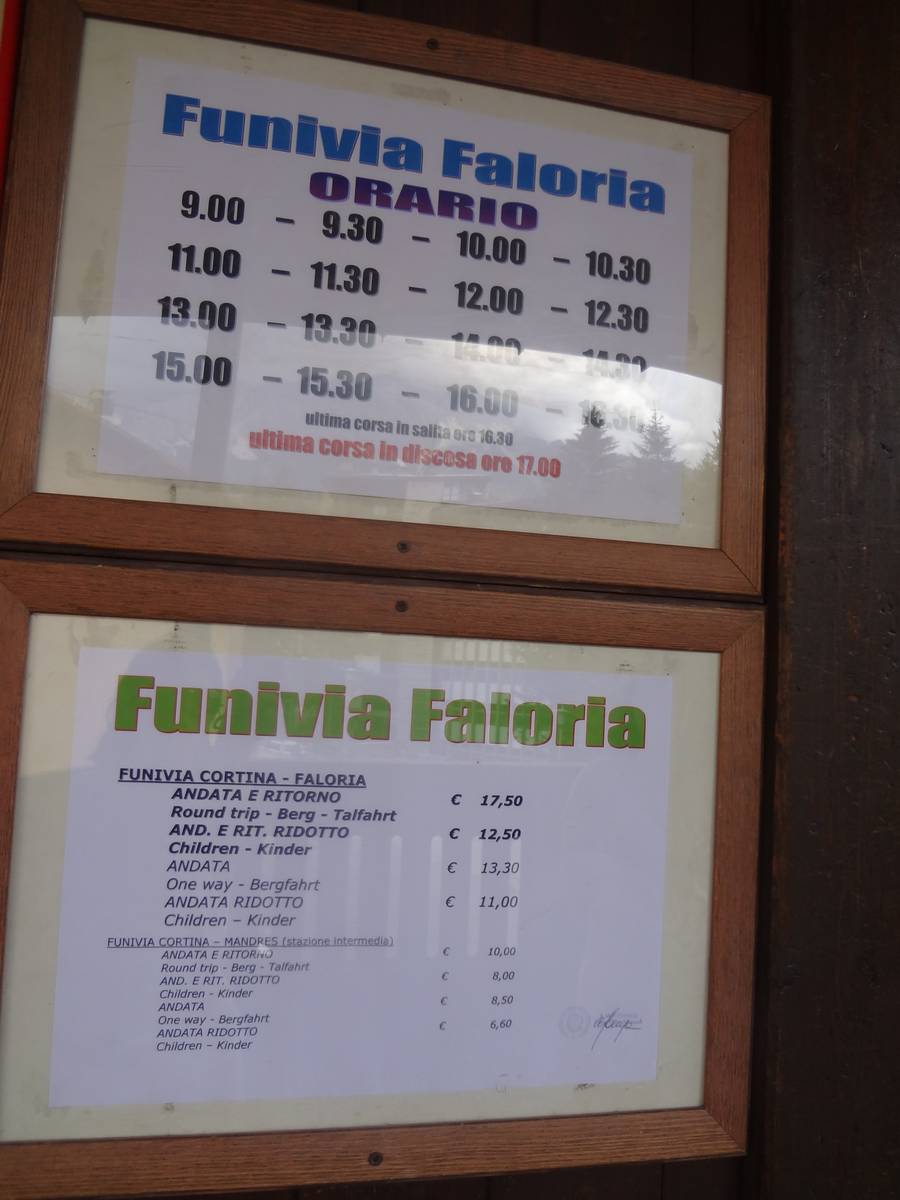 Funivia Faloria
ORARIO
9.00 – 9.30 – 10.00 – 10.30
11.00 – 11.30 – 12.00 – 12.30
13.00 – 13.30 – 14.00 – 14.30
15.00 – 15.30 – 16.00 – 16.30
ultima corsa in salita ore 16.30
ultima corsa in discosa ore 17.00
Funivia Faloria
FUNIVIA CORTINA - FALORIA
ANDATA E RITORNO € 17,50
Round trip - Berg - Talfahrt
AND. E RIT. RIDOTTO € 12,50
Children - Kinder
ANDATA € 13,30
One way - Bergfahrt
ANDATA RIDOTTO € 11,00
Children – Kinder
FUNIVIA CORTINA – MANDRES (stazione intermedia)
ANDATA E RITORNO € 10,00
Round trip - Berg - Talfahrt
AND. E RIT. RIDOTTO € 8,00
Children - Kinder
ANDATA € 8,50
One way - Bergfahrt
ANDATA RIDOTTO € 6,60
Children – Kinder